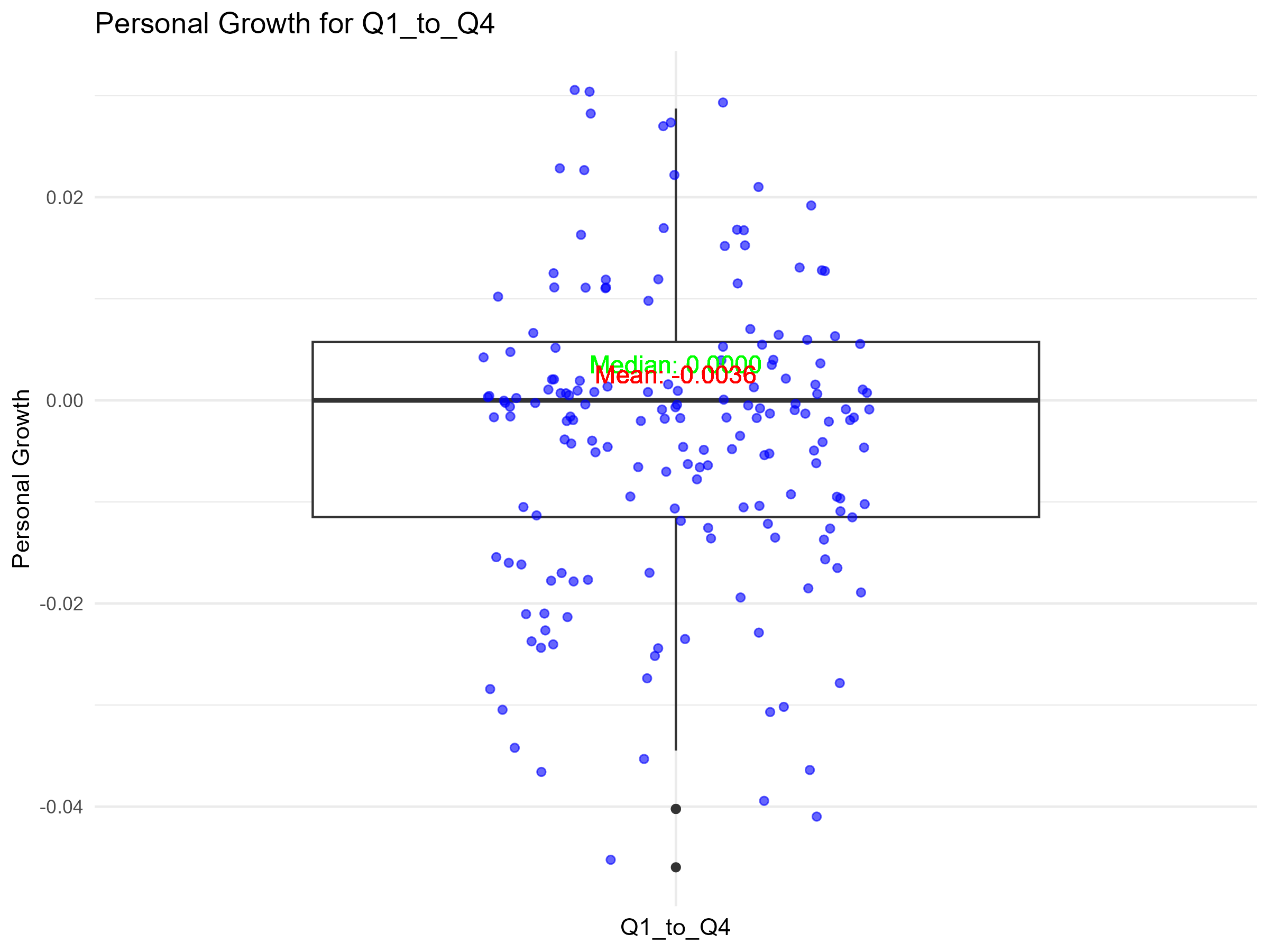 Personal Growth for Q1_to_Q4
Personal Growth
0.02
0.00
-0.02
-0.04
Median: 0.0000
Mean: -0.0036
Q1_to_Q4